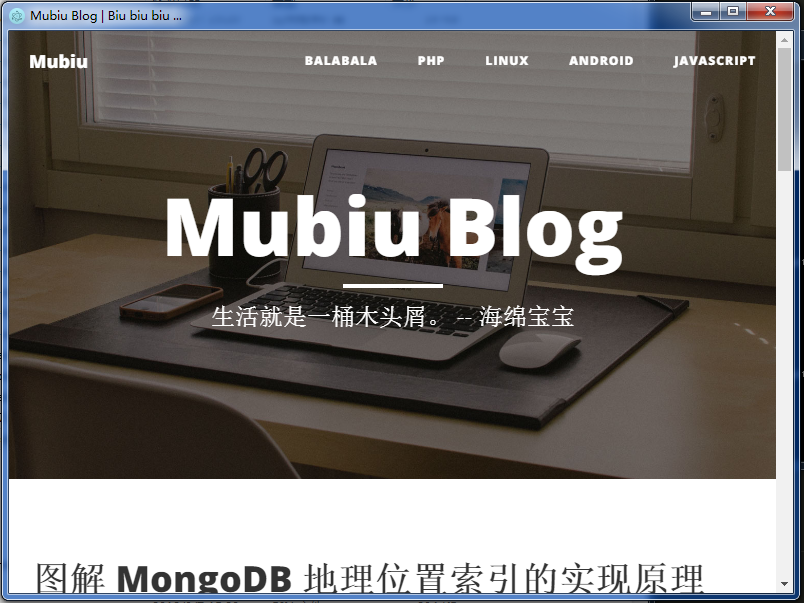 Mubiu Blog | Biu biu biu ...
Mubiu
BALABALA PHP LINUX ANDROID JAVASCRIPT
Mubiu Blog
生活就是一桶木头屑。 -- 海绵宝宝
图解 MongoDB 地理位置索引的实现原理